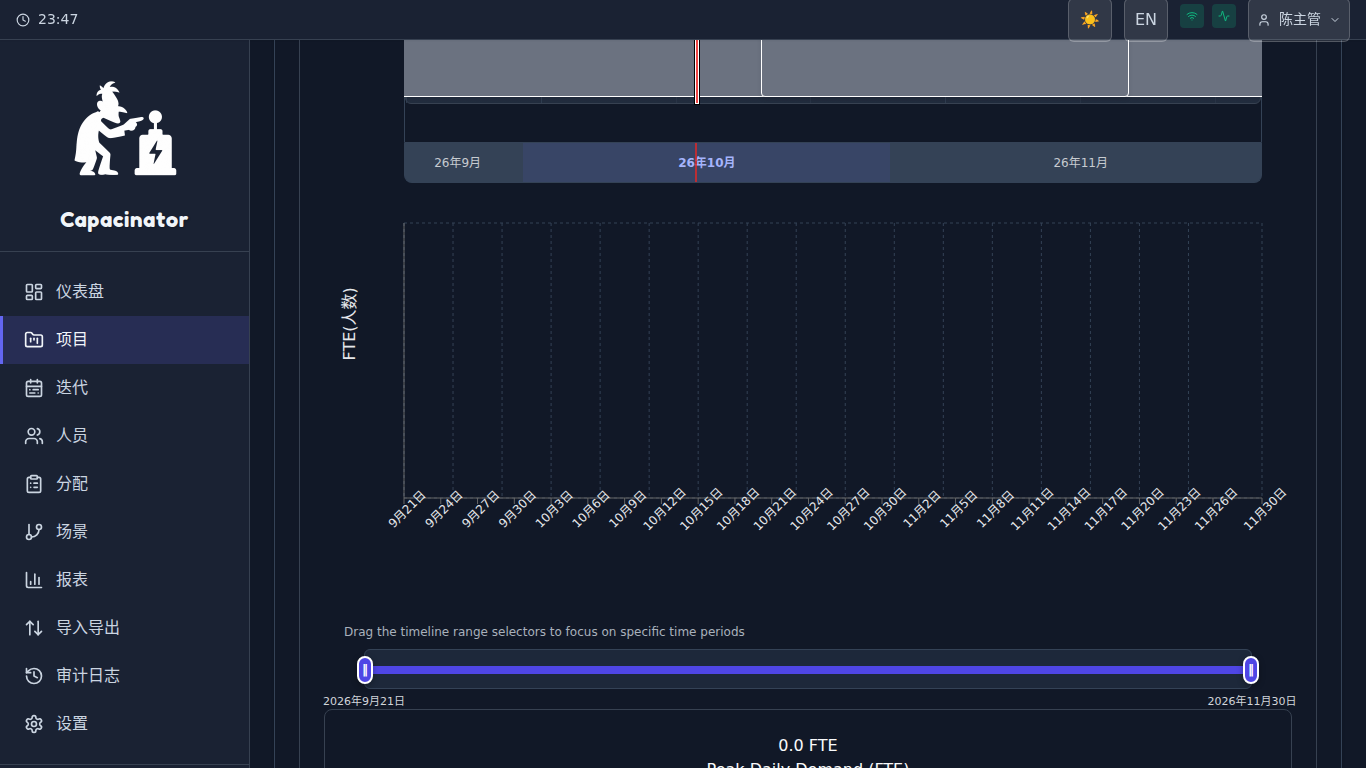 23:47
EN
陈主管
Capacinator
仪表盘
项目
迭代
人员
分配
场景
报表
导入导出
审计日志
设置
26年9月 26年10月 26年11月
FTE(人数)
9月21日 9月24日 9月27日 9月30日 10月3日 10月6日 10月9日 10月12日 10月15日 10月18日 10月21日 10月24日 10月27日 10月30日 11月2日 11月5日 11月8日 11月11日 11月14日 11月17日 11月20日 11月23日 11月26日 11月30日
Drag the timeline range selectors to focus on specific time periods
2026年9月21日 2026年11月30日
0.0 FTE
Peak Daily Demand (FTE)